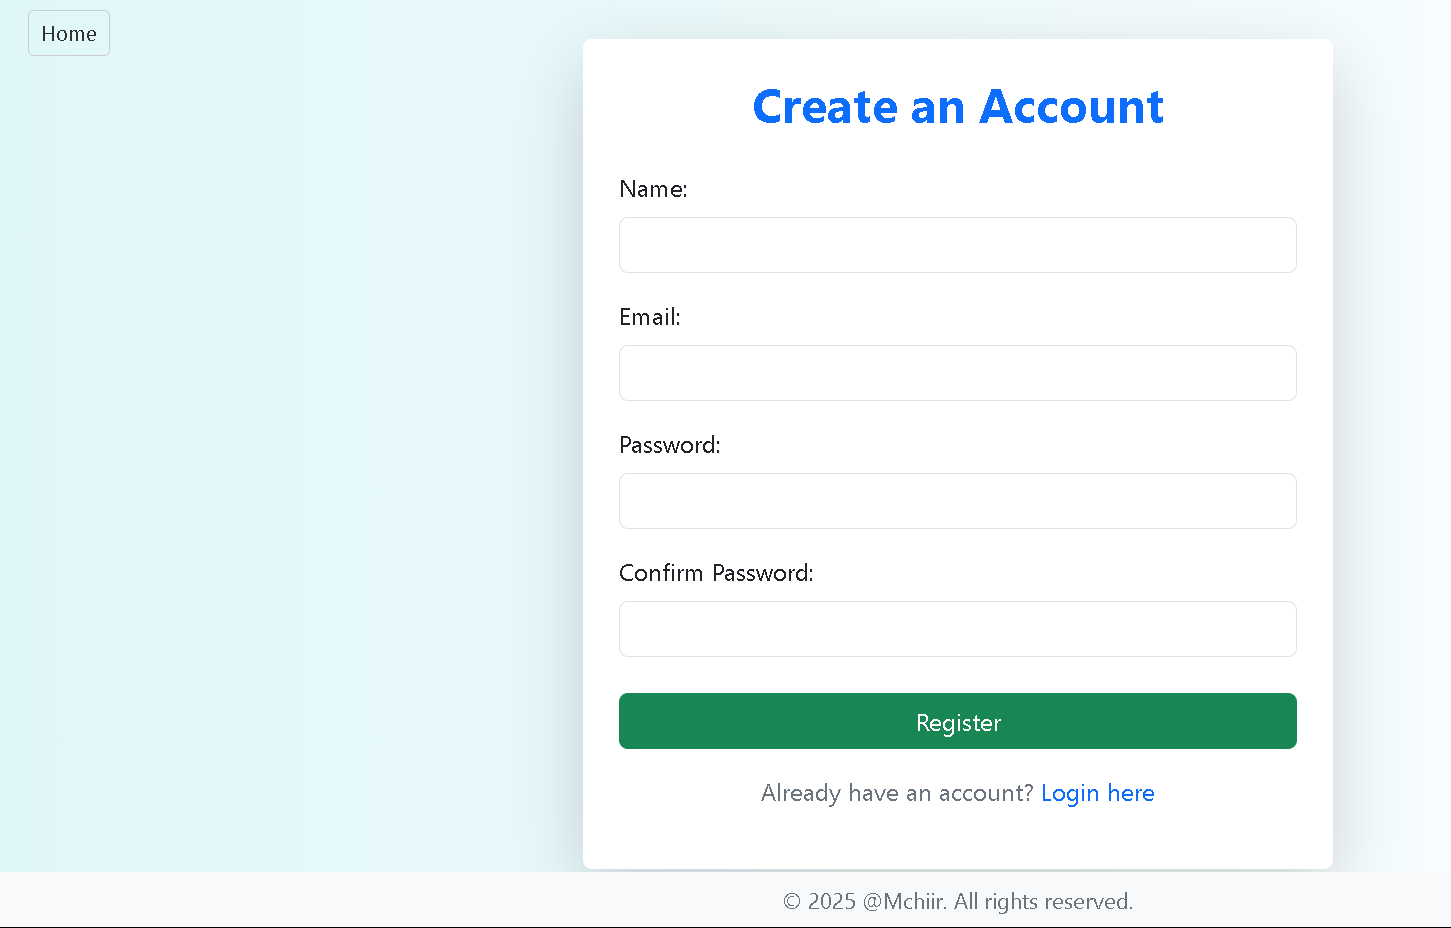 Home
Create an Account
Name:
Email:
Password:
Confirm Password:
Register
Already have an account? Login here
© 2025 @Mchiir. All rights reserved.